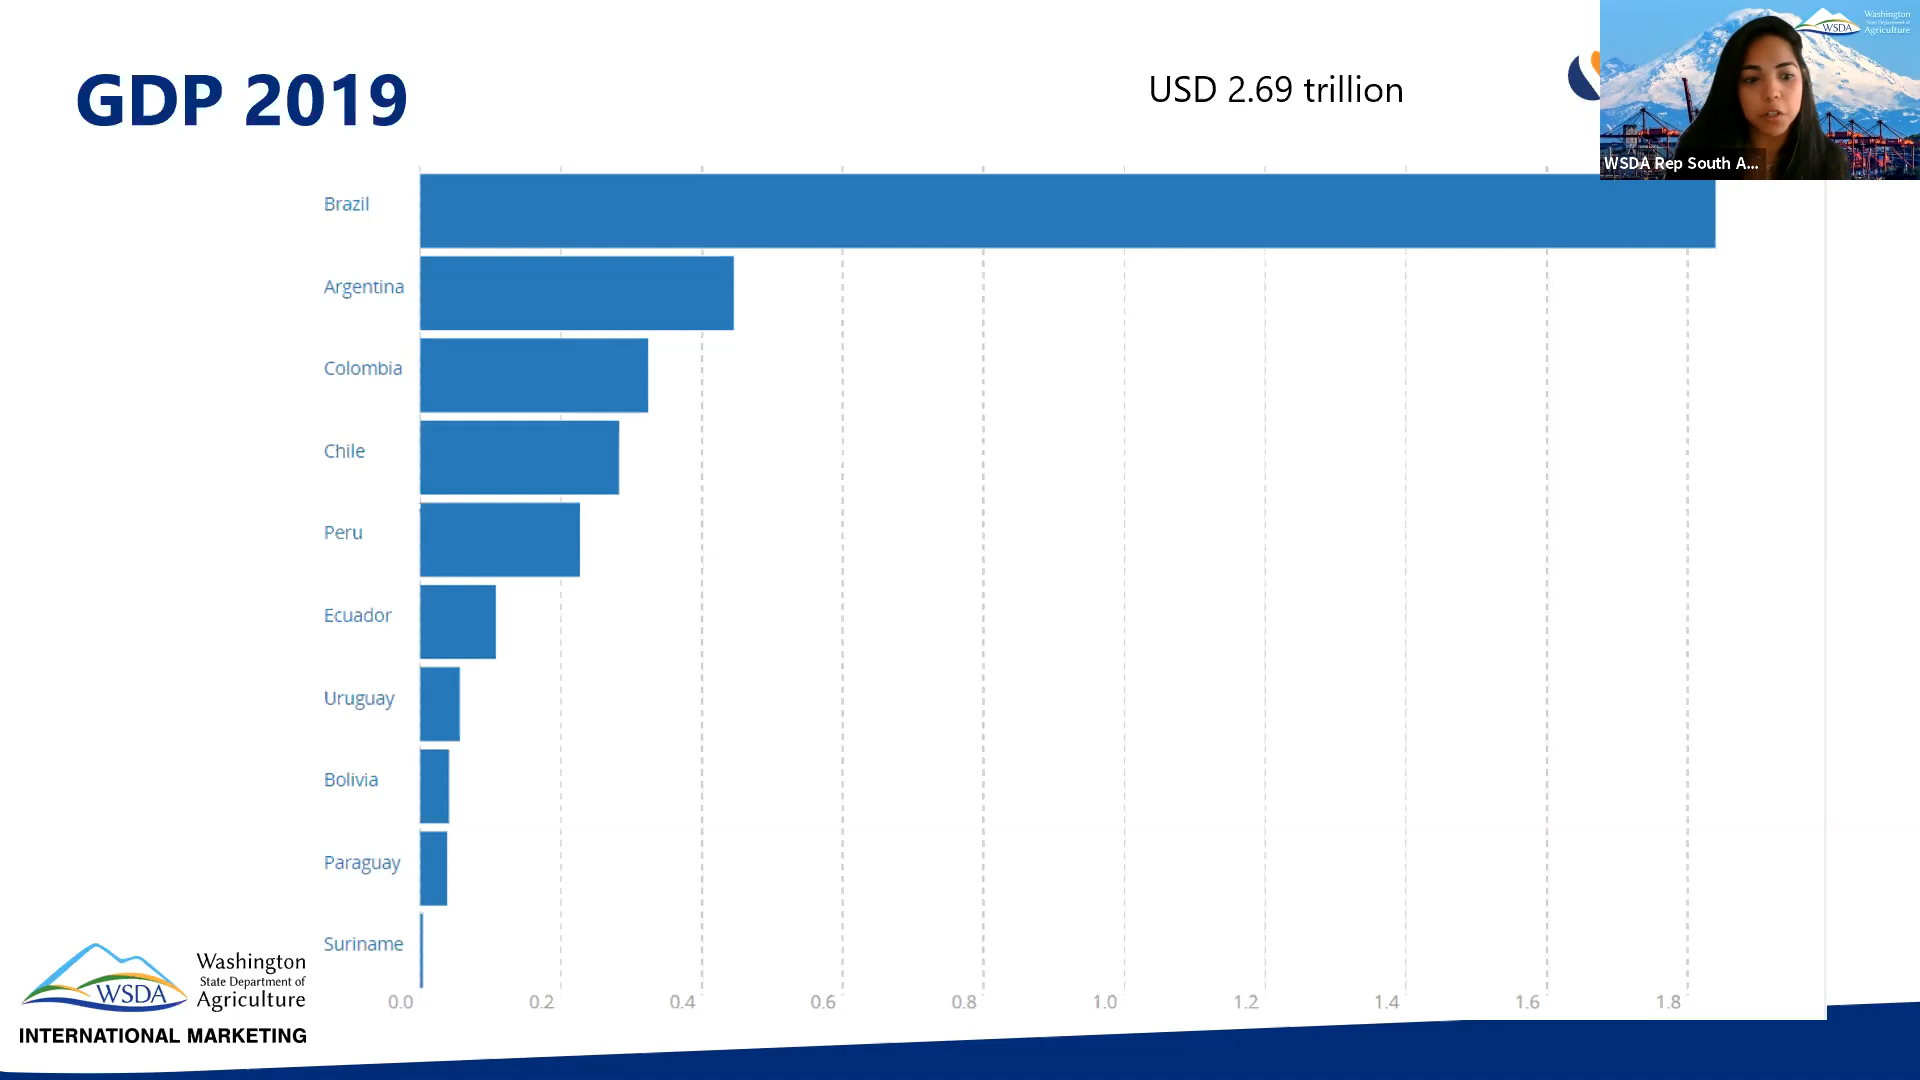 GDP 2019
USD 2.69 trillion
WSDA
Washington
State Department of
Agriculture
WSDA Rep South A...
Brazil
Argentina
Colombia
Chile
Peru
Ecuador
Uruguay
Bolivia
Paraguay
Suriname
0.0 0.2 0.4 0.6 0.8 1.0 1.2 1.4 1.6 1.8
WSDA
Washington
State Department of
Agriculture
INTERNATIONAL MARKETING